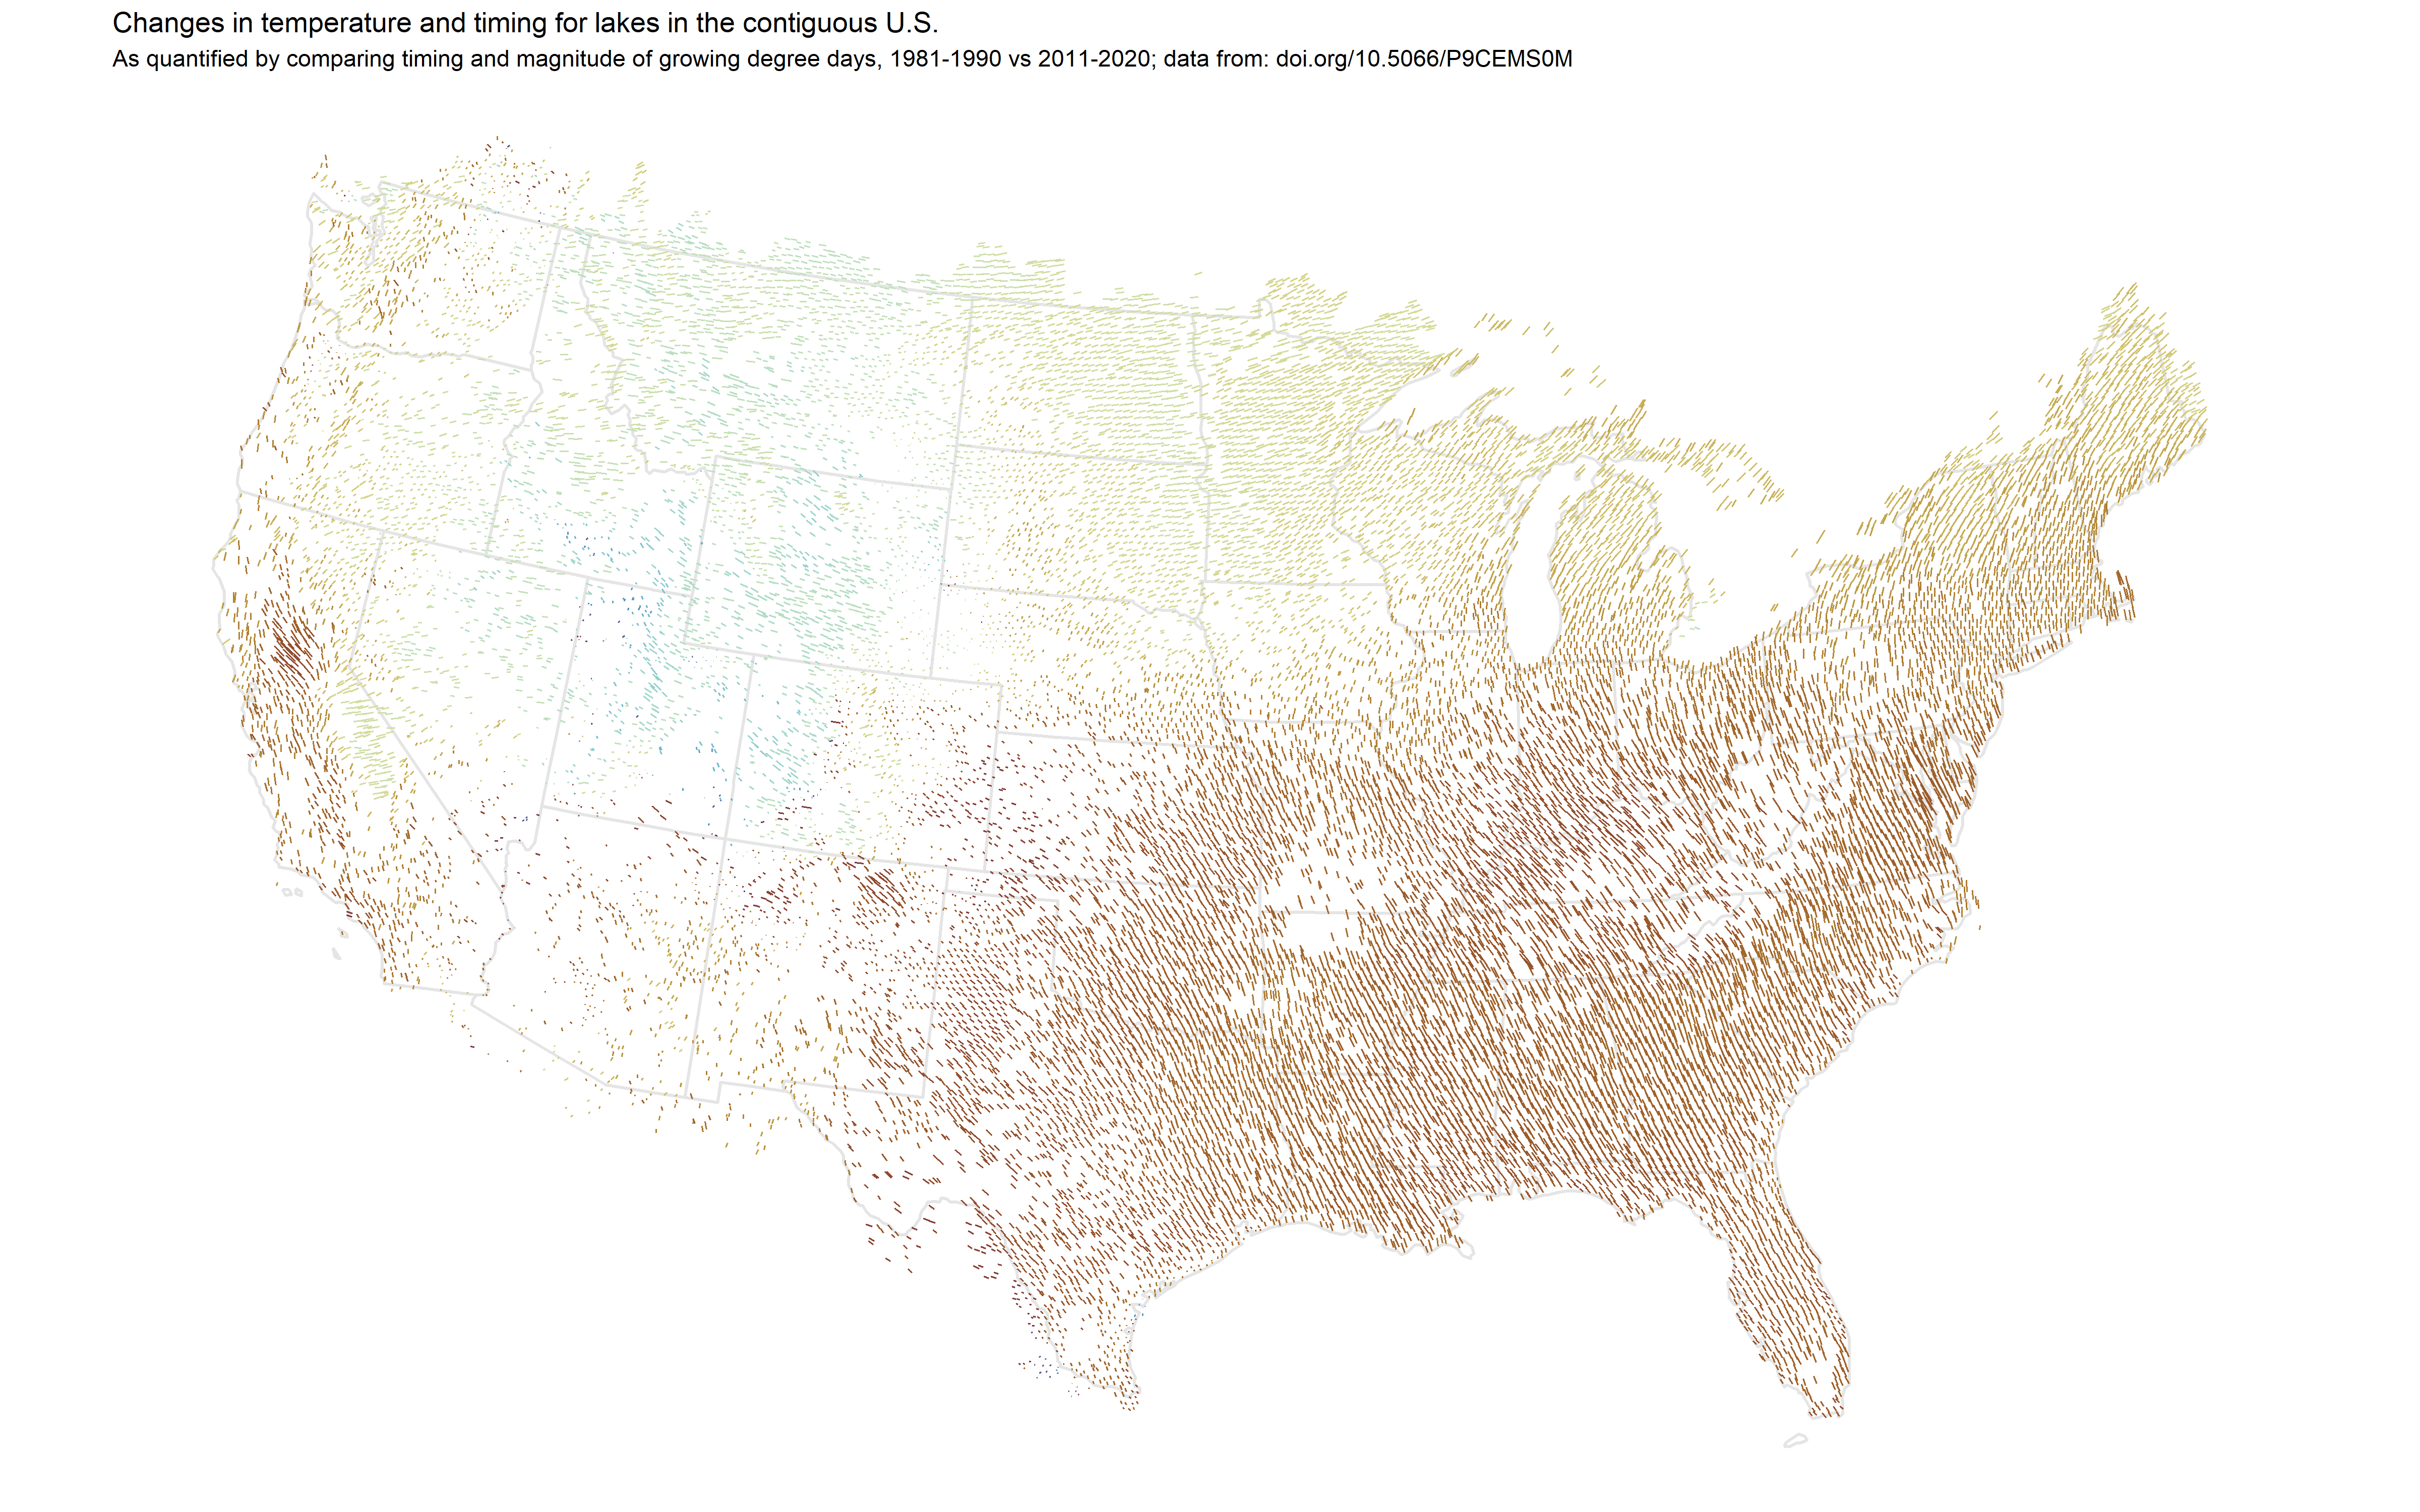 Changes in temperature and timing for lakes in the contiguous U.S.
As quantified by comparing timing and magnitude of growing degree days, 1981-1990 vs 2011-2020; data from: doi.org/10.5066/P9CEMS0M